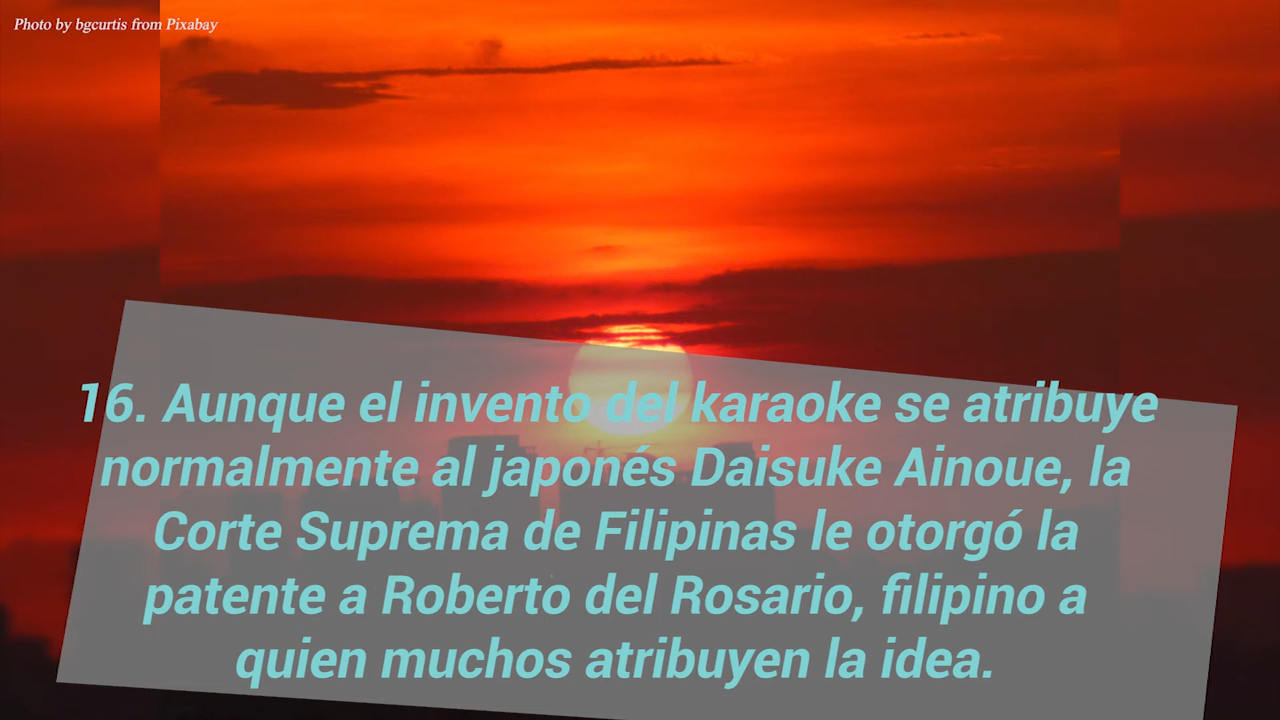 Photo by bgcurtis from Pixabay
16. Aunque el invento del karaoke se atribuye
normalmente al japonés Daisuke Ainoue, la
Corte Suprema de Filipinas le otorgó la
patente a Roberto del Rosario, filipino a
quien muchos atribuyen la idea.